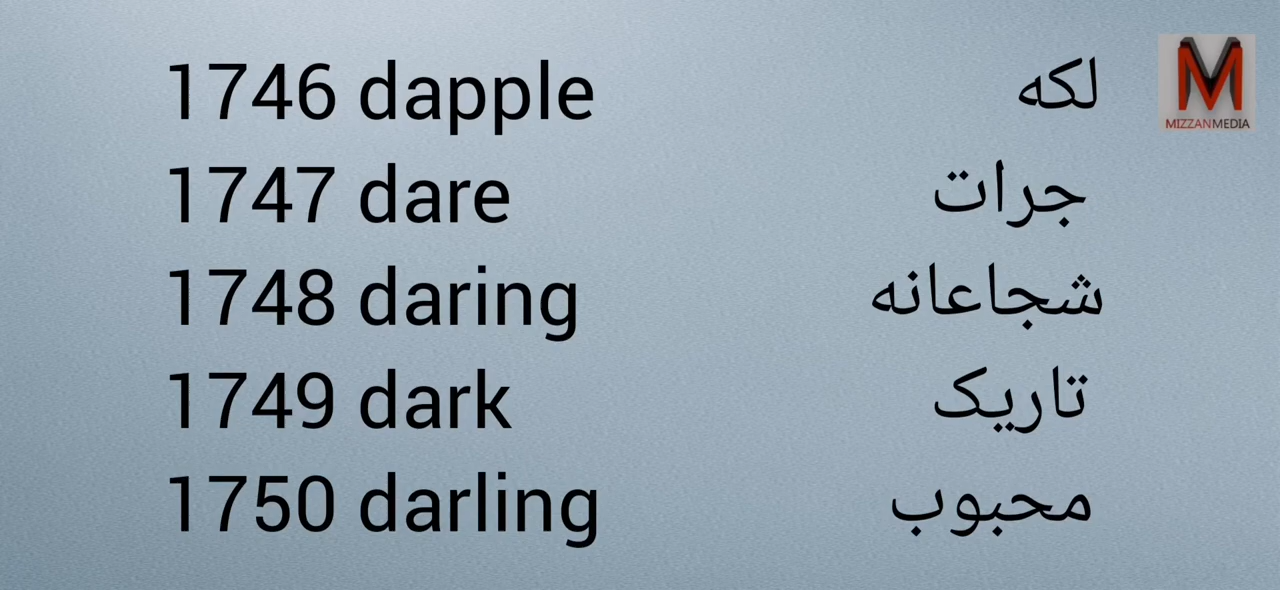 1746 dapple لکه
1747 dare جرات
1748 daring شجاعانه
1749 dark تاریک
1750 darling محبوب
M
MIZZANMEDIA